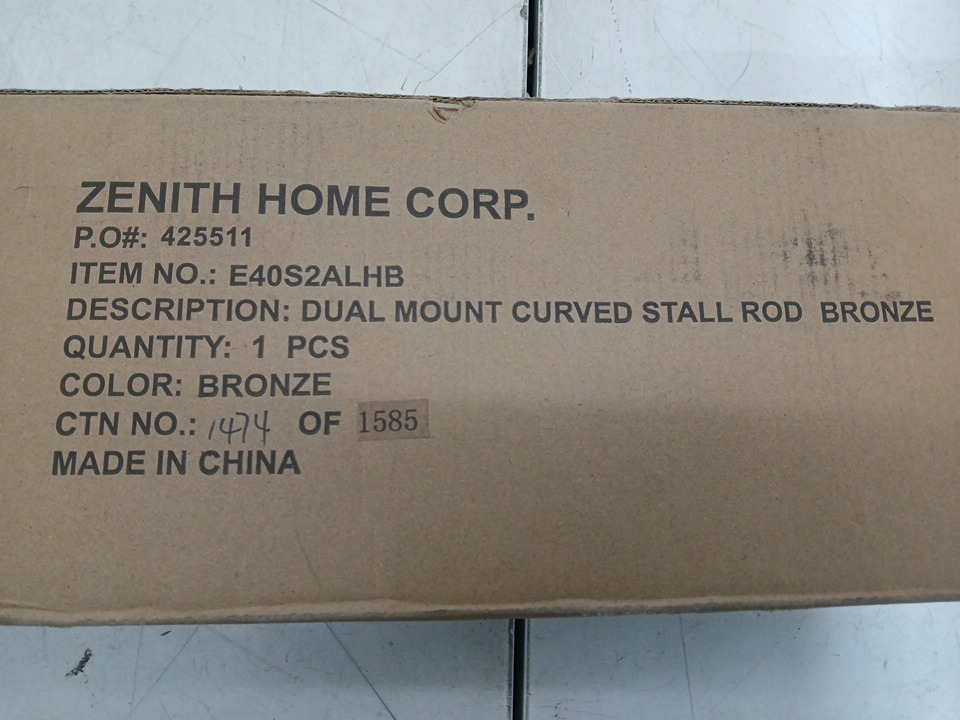 ZENITH HOME CORP.
P.O#: 425511
ITEM NO.: E40S2ALHB
DESCRIPTION: DUAL MOUNT CURVED STALL ROD BRONZE
QUANTITY: 1 PCS
COLOR: BRONZE
CTN NO.: 1474 OF 1585
MADE IN CHINA